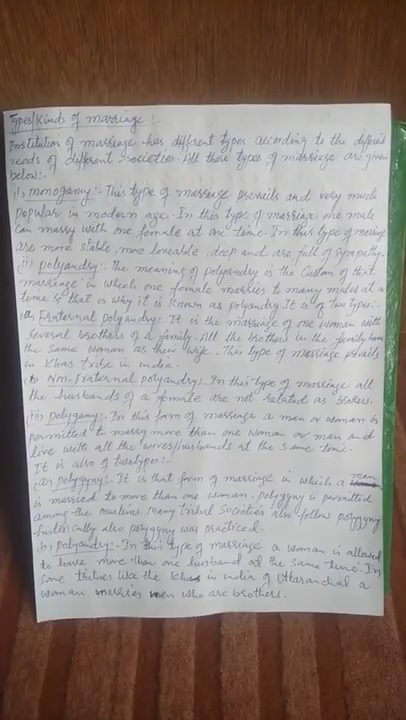 Types/Kinds of marriage :-
Institution of marriage has different types according to the different
needs of different societies. All these types of marriage are given
below:-
(i) monogamy:- This type of marriage prevails and very much
popular in modern age. In this type of marriage one male
can marry with one female at one time. In this type of marriage
are more stable, more loveable, deep and are full of sympathy.
(ii) polyandry:- The meaning of polyandry is the custom of that
marriage in which one female marries to many males at a
time so that is why it is known as polyandry. It is of two types:-
Fraternal polyandry: It is the marriage of one woman with
several brothers of a family. All the brothers in the family have
the same woman as their wife. This type of marriage prevails
in Khas tribe in india.
(b) Non-Fraternal polyandry:. In this type of marriage all
the husbands of a female are not related as brothers.
(iii) polygamy:- In this form of marriage a man or woman is
permitted to marry more than one woman or man and
live with all the wives/husbands at the same time.
It is also of two types:-
(a) polygyny:- It is that form of marriage in which a man
is married to more than one woman. polygyny is permitted
among the muslims. many tribal societies also follow polygyny
historically also polygyny was practiced.
(b) polyandry:- In this type of marriage a woman is allowed
to have more than one husband at the same time. In
some tribes like the Khas in india of Uttaranchal a
woman marries men who are brothers.